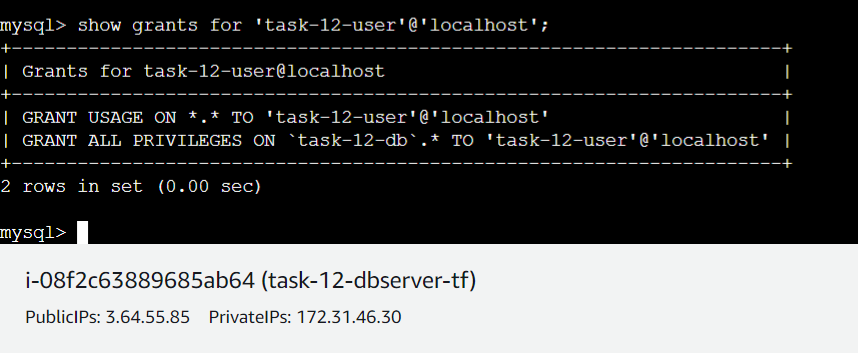 mysql> show grants for 'task-12-user'@'localhost';
+---------------------------------------------------------------------+
| Grants for task-12-user@localhost                                   |
+---------------------------------------------------------------------+
| GRANT USAGE ON *.* TO 'task-12-user'@'localhost'                    |
| GRANT ALL PRIVILEGES ON `task-12-db`.* TO 'task-12-user'@'localhost' |
+---------------------------------------------------------------------+
2 rows in set (0.00 sec)
mysql>
i-08f2c63889685ab64 (task-12-dbserver-tf)
PublicIPs: 3.64.55.85 PrivateIPs: 172.31.46.30